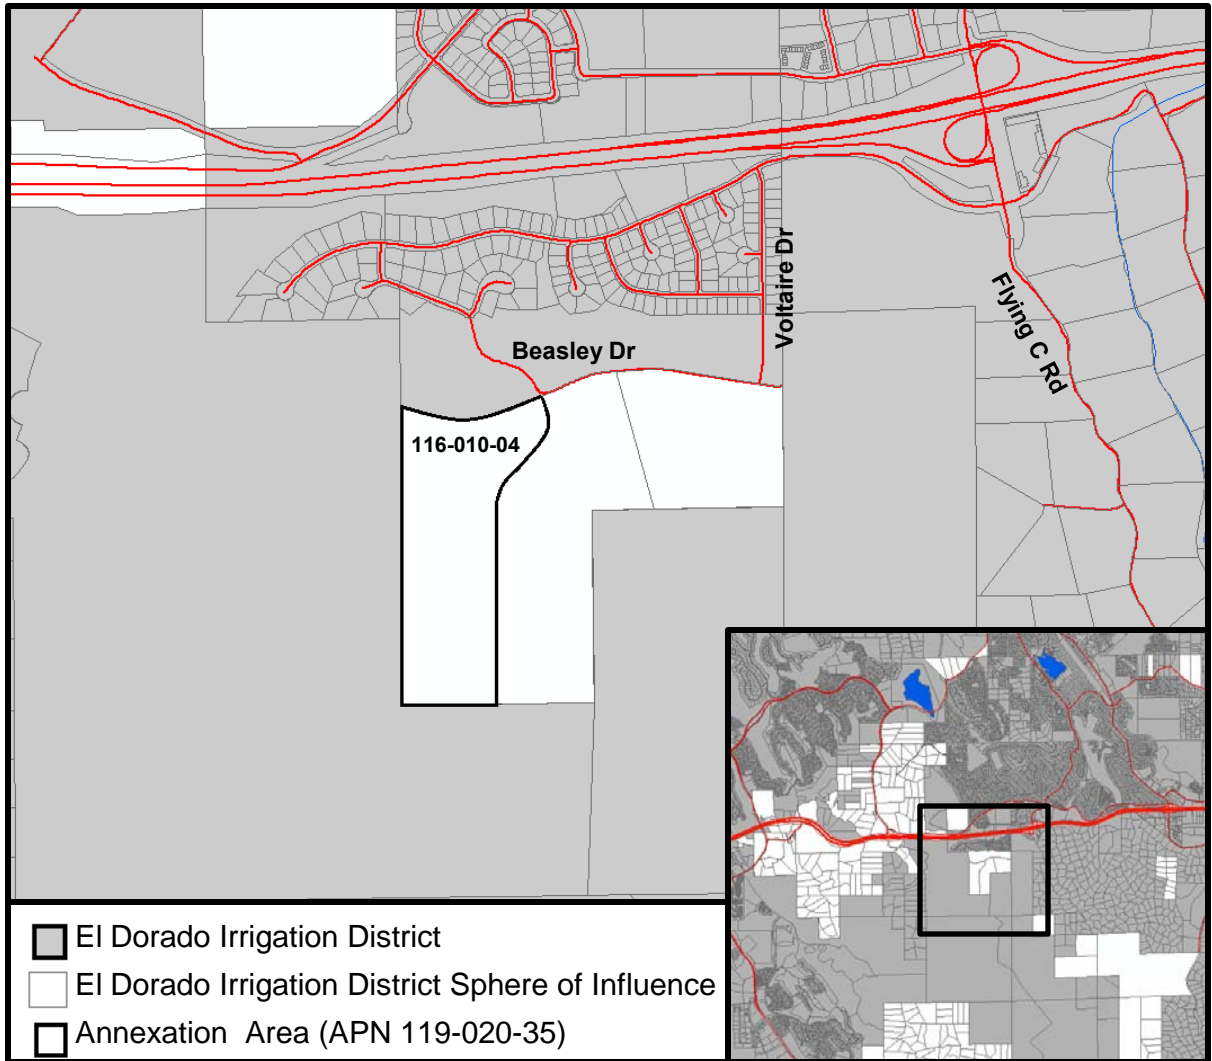 Voltaire Dr
Flying C Rd
Beasley Dr
116-010-04
El Dorado Irrigation District
El Dorado Irrigation District Sphere of Influence
Annexation Area (APN 119-020-35)